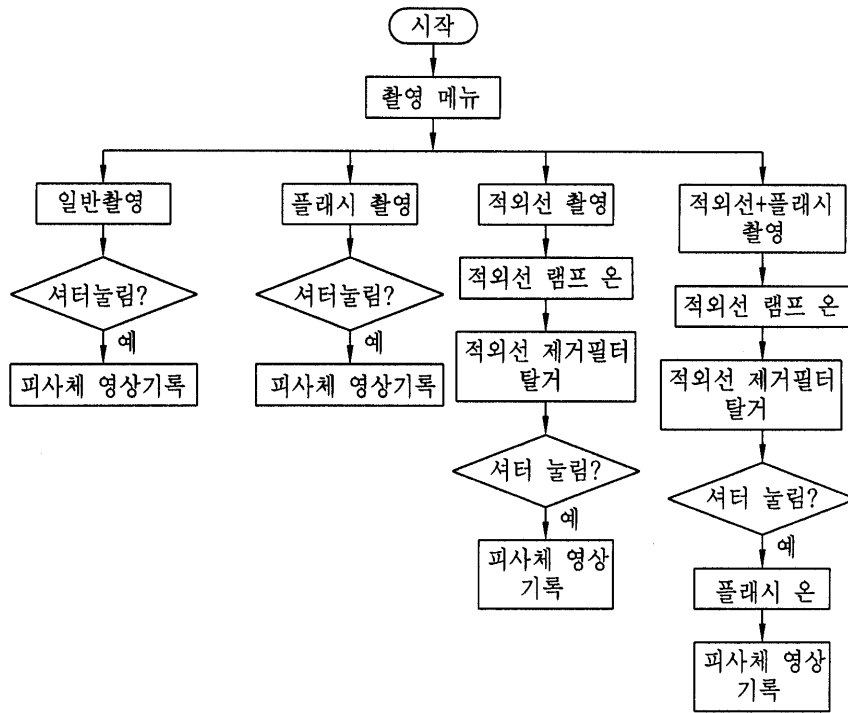 시작
촬영 메뉴
일반촬영
셔터눌림?
예
피사체 영상기록
플래시 촬영
셔터눌림?
예
피사체 영상기록
적외선 촬영
적외선 램프 온
적외선 제거필터
탈거
셔터 눌림?
예
피사체 영상
기록
적외선+플래시
촬영
적외선 램프 온
적외선 제거필터
탈거
셔터 눌림?
예
플래시 온
피사체 영상
기록